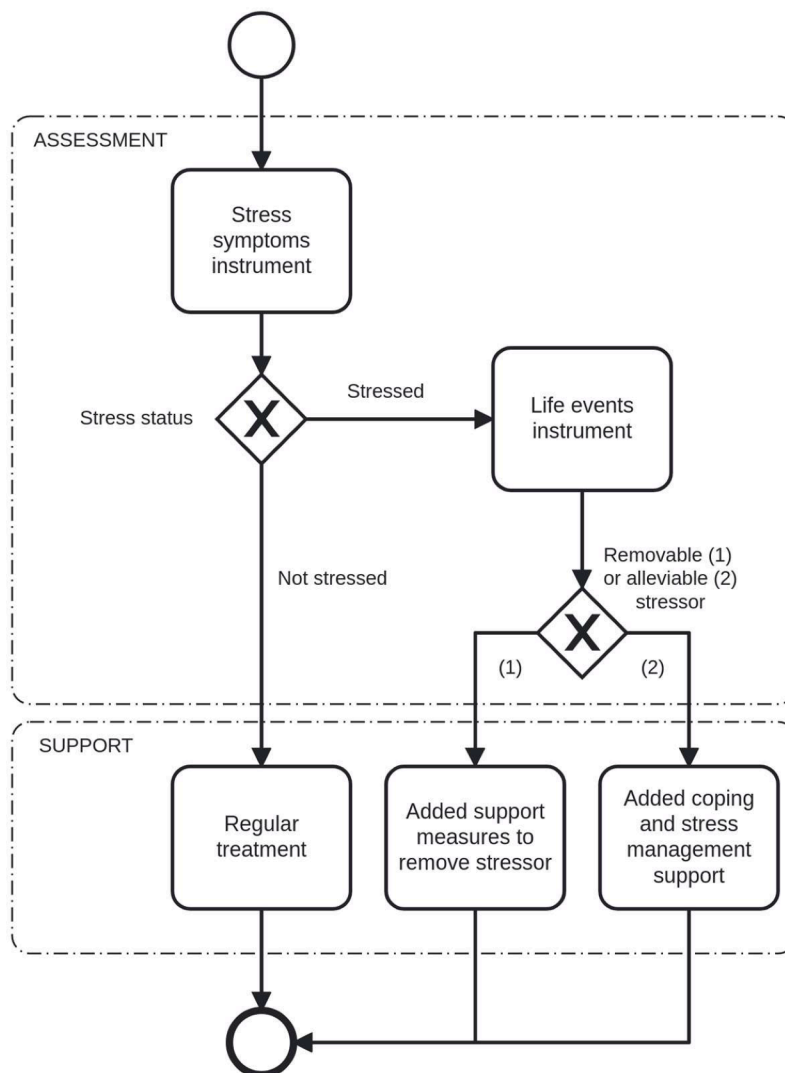 ASSESSMENT
Stress
symptoms
instrument
Stress status
X
Stressed
Life events
instrument
Not stressed
Removable (1)
or alleviable (2)
stressor
X
(1)
(2)
SUPPORT
Regular
treatment
Added support
measures to
remove stressor
Added coping
and stress
management
support